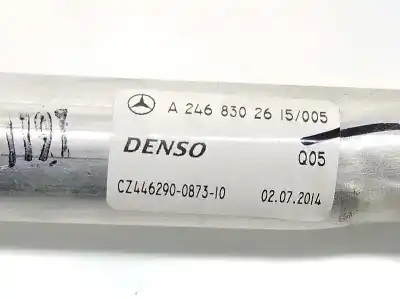 A 246 830 26 15/005
DENSO
Q05
CZ446290-0873-10
02.07.2014